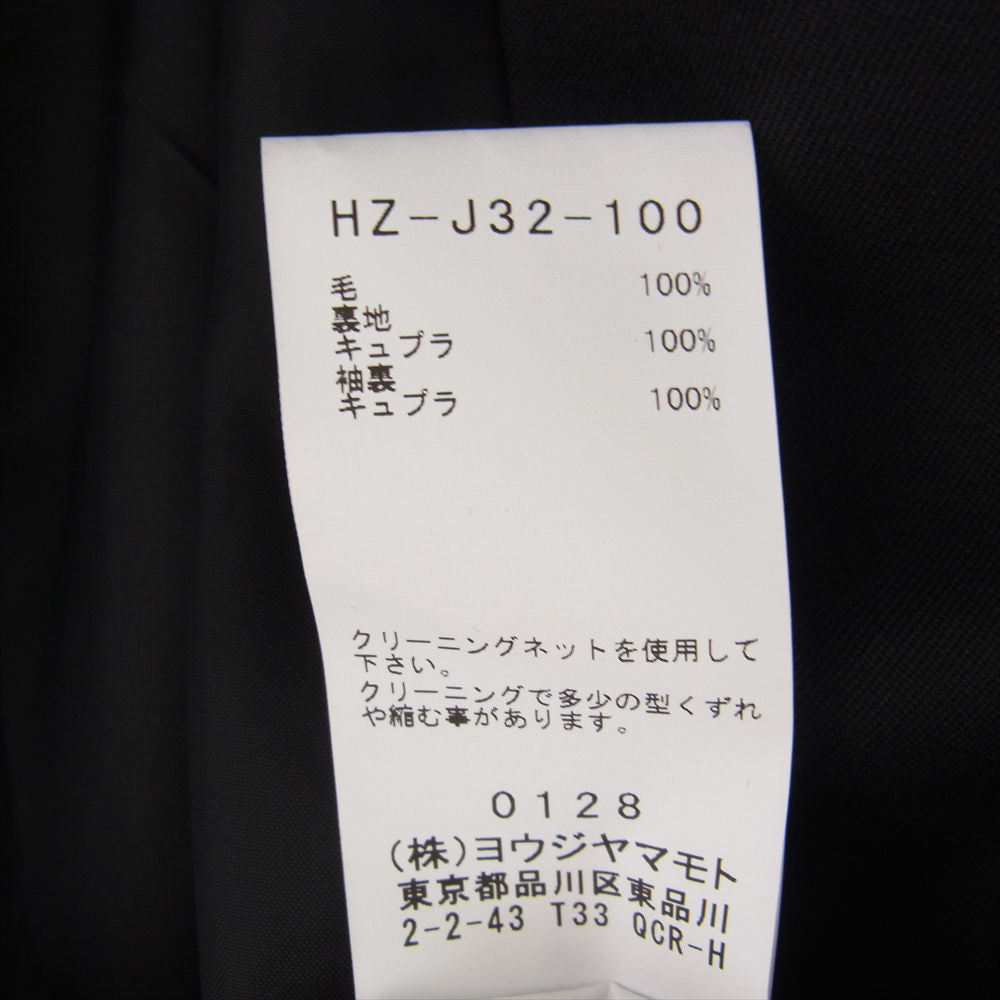 HZ-J32-100
毛 100%
裏地
キュプラ 100%
袖裏
キュプラ 100%
クリーニングネットを使用して
下さい。
クリーニングで多少の型くずれ
や縮む事があります。
0128
(株)ヨウジヤマモト
東京都品川区東品川
2-2-43 T33 QCR-H